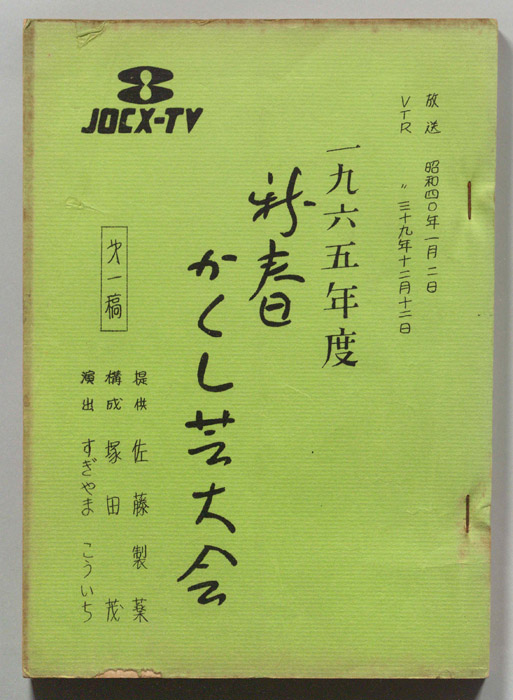 放送 昭和四〇年一月二日
VTR 〃 三十九年十二月十二日
一九六五年度
新春
かくし芸大会
8
JOCX-TV
オ一稿
提供 佐藤製薬
構成 塚田茂
演出 すぎやまこういち